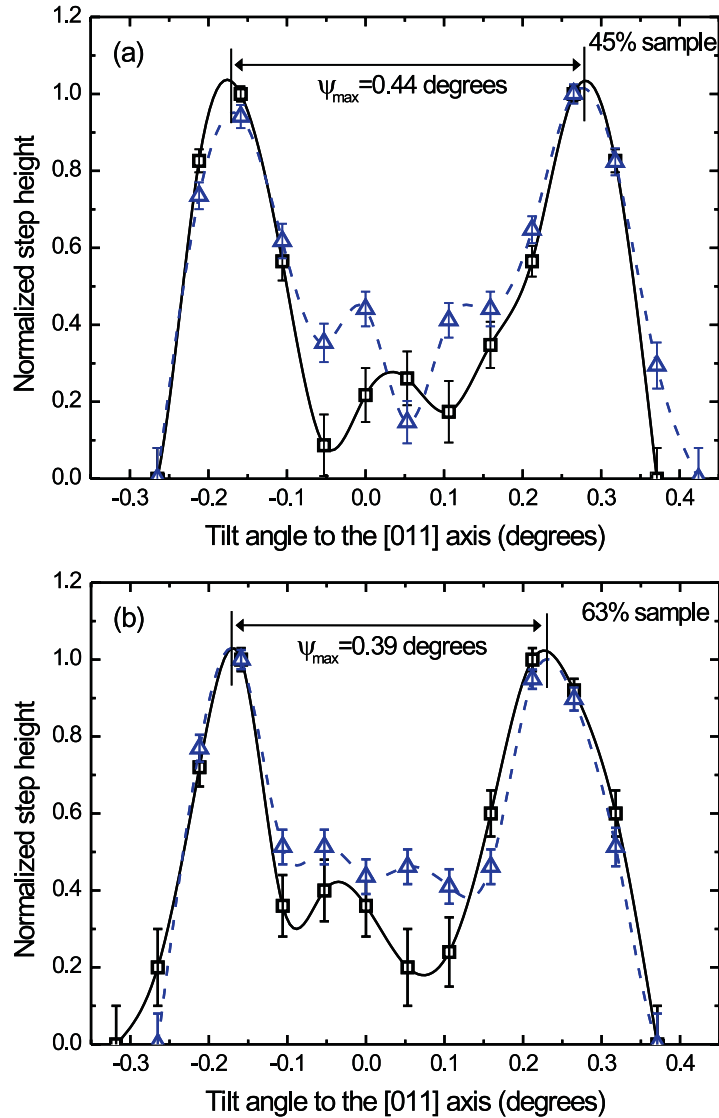 1.2
(a)
45% sample
ψmax=0.44 degrees
1.0
0.8
0.6
0.4
0.2
0.0
Normalized step height
-0.3 -0.2 -0.1 0.0 0.1 0.2 0.3 0.4
Tilt angle to the [011] axis (degrees)
1.2
(b)
63% sample
ψmax=0.39 degrees
1.0
0.8
0.6
0.4
0.2
0.0
Normalized step height
-0.3 -0.2 -0.1 0.0 0.1 0.2 0.3 0.4
Tilt angle to the [011] axis (degrees)